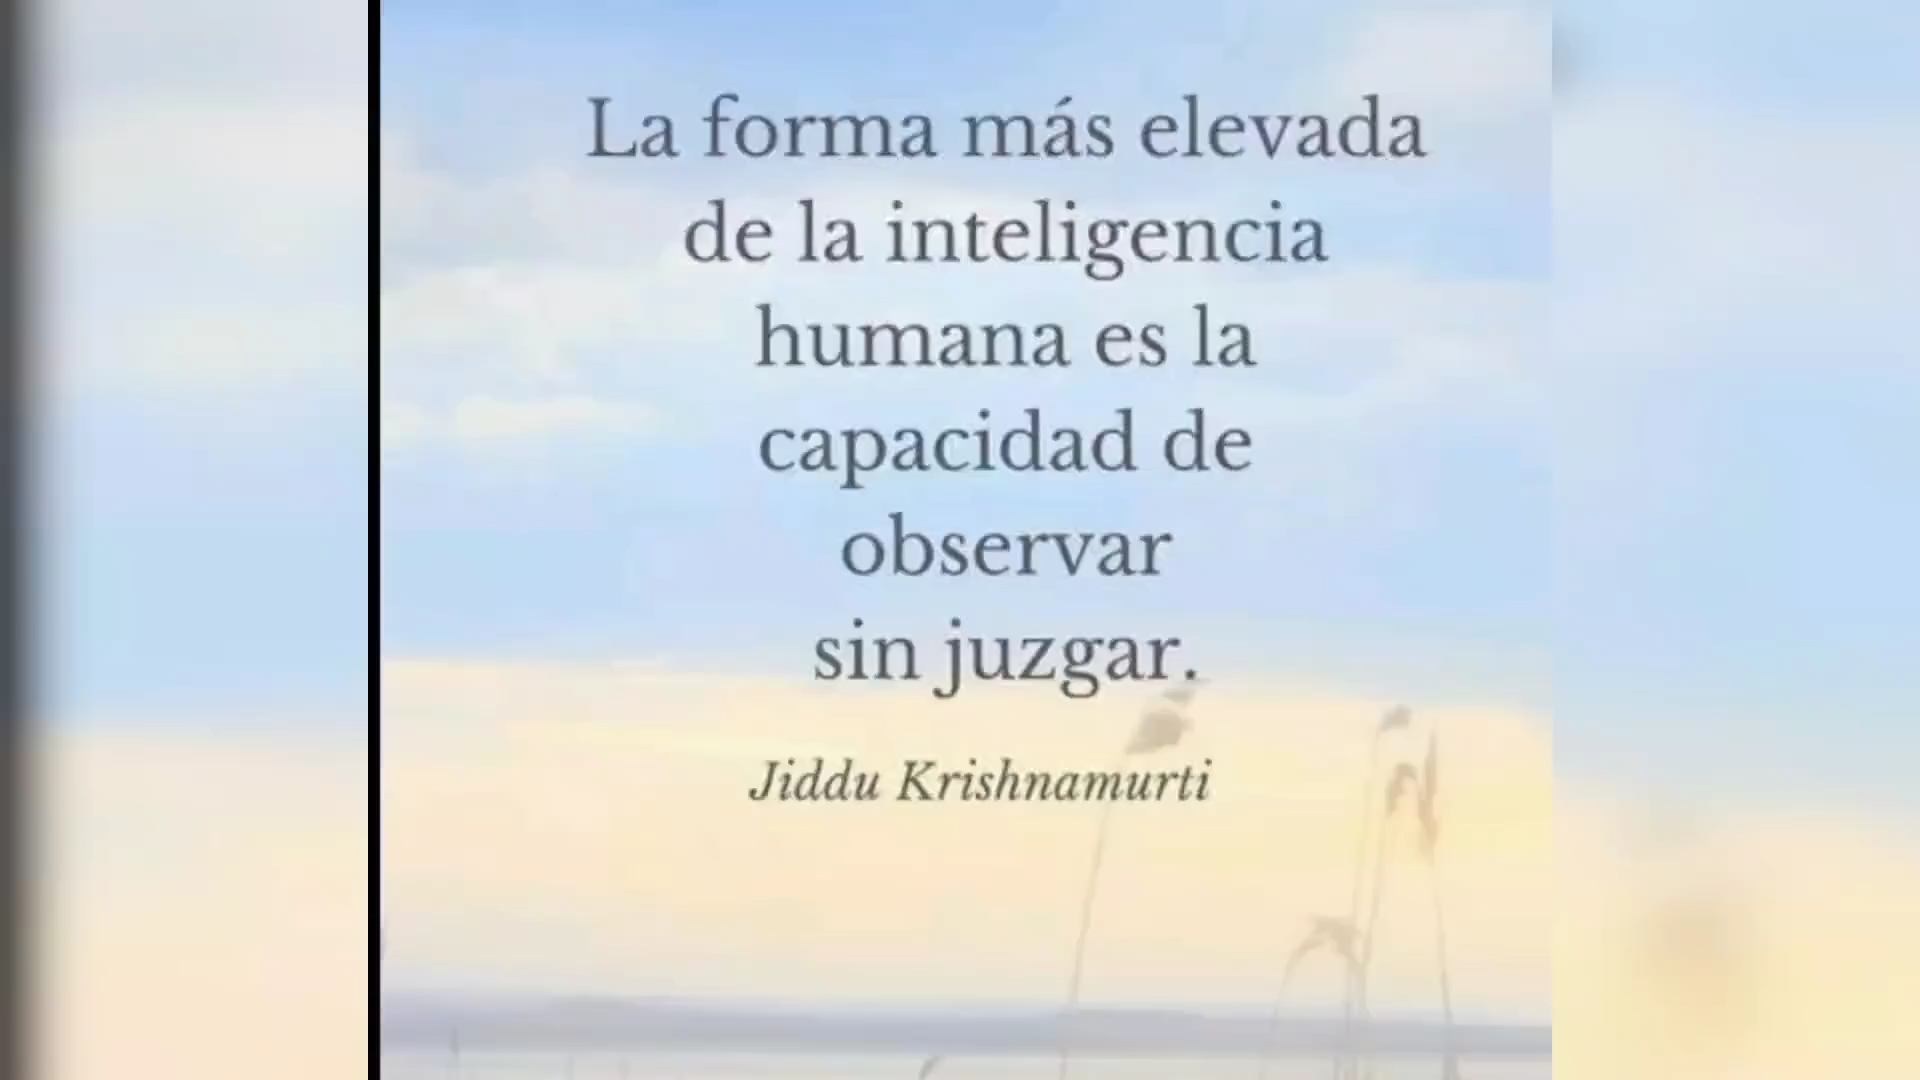 La forma más elevada
de la inteligencia
humana es la
capacidad de
observar
sin juzgar.
Jiddu Krishnamurti